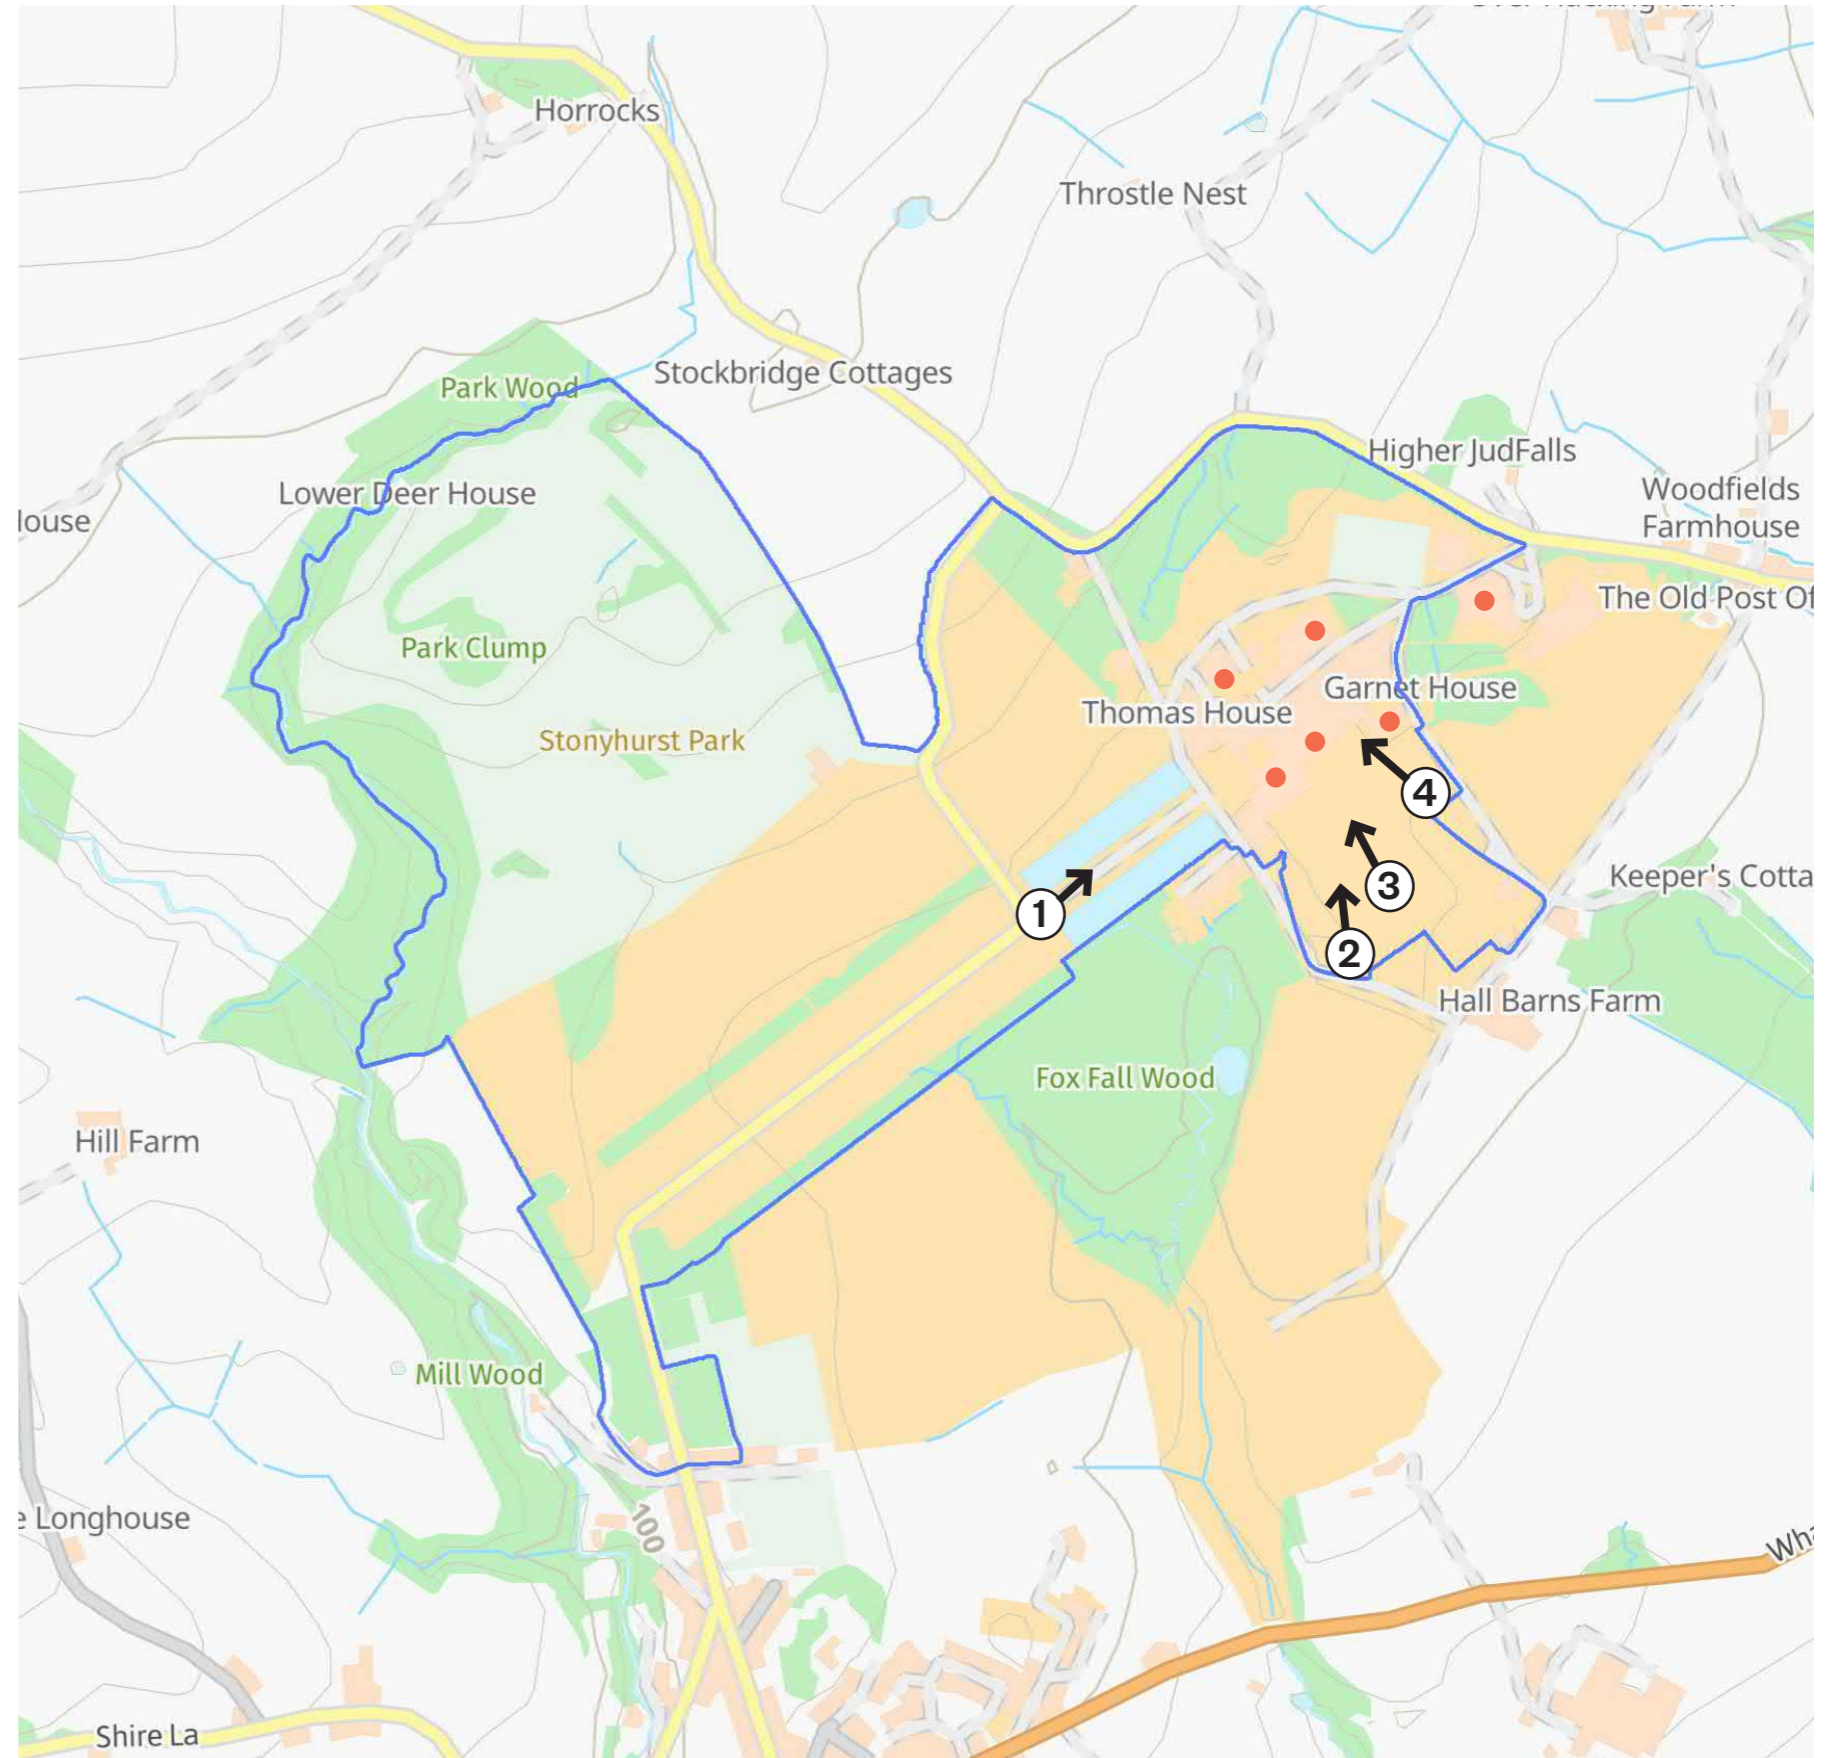 Horrocks
Throstle Nest
Stockbridge Cottages
Park Wood
Higher JudFalls
Lower Deer House
Woodfields
Farmhouse
The Old Post Of
Park Clump
Garnet House
Thomas House
Stonyhurst Park
4
Keeper's Cotta
3
1
2
Hall Barns Farm
Fox Fall Wood
Hill Farm
Mill Wood
Longhouse
100
Wha
Shire La